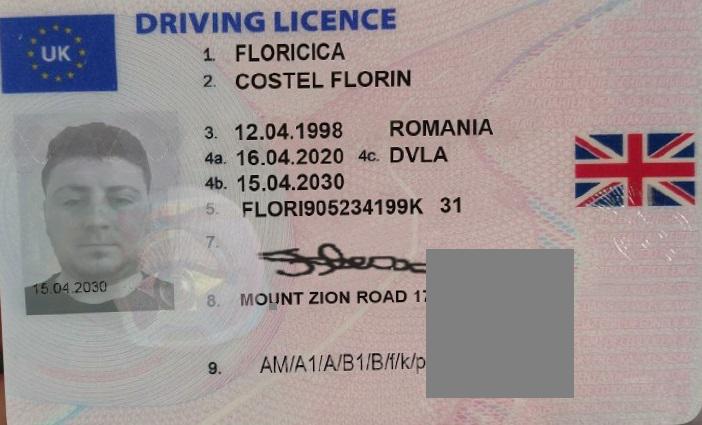 UK
DRIVING LICENCE
1. FLORICICA
2. COSTEL FLORIN
3. 12.04.1998 ROMANIA
4a. 16.04.2020 4c. DVLA
4b. 15.04.2030
5. FLORI905234199K 31
7.
15.04.2030
8. MOUNT ZION ROAD 17
9. AM/A1/A/B1/B/f/k/p